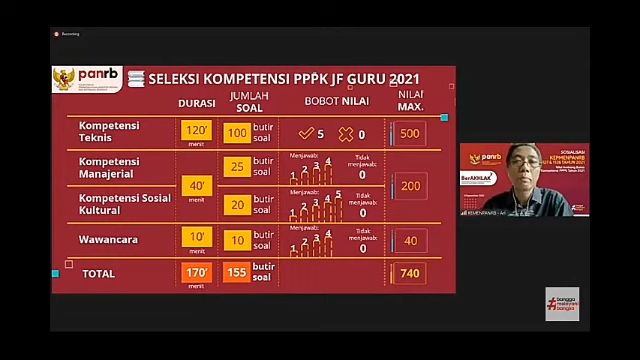 Recording
panrb
SELEKSI KOMPETENSI PPPK JF GURU 2021
DURASI
JUMLAH
SOAL
BOBOT NILAI
NILAI
MAX.
Kompetensi
Teknis
120'
menit
100
butir
soal
5
0
500
Kompetensi
Manajerial
25
butir
soal
Menjawab:
1 2 3 4
Tidak
menjawab:
0
40'
menit
200
Kompetensi Sosial
Kultural
20
butir
soal
Menjawab:
1 2 3 4 5
Tidak
menjawab:
0
Wawancara
10'
menit
10
butir
soal
Menjawab:
1 2 3 4
Tidak
menjawab:
0
40
TOTAL
170'
menit
155
butir
soal
740
panrb
BerAKHLAK
SOSIALISASI
KEPMENPANRB
KEMENPANRB - Ari
#bangga
melayani
bangsa